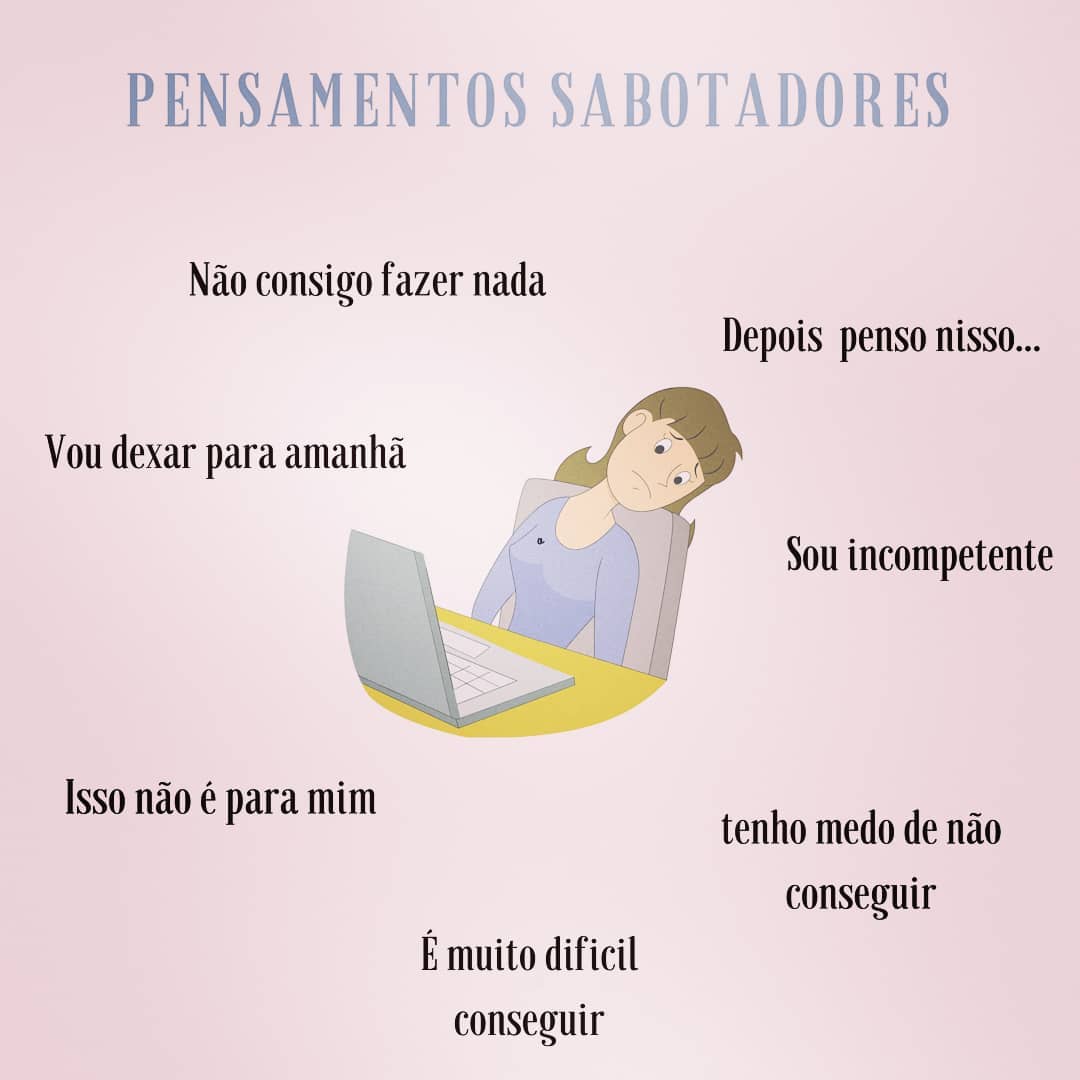 PENSAMENTOS SABOTADORES
Não consigo fazer nada
Depois penso nisso...
Vou dexar para amanhã
Sou incompetente
Isso não é para mim
tenho medo de não
conseguir
É muito dificil
conseguir